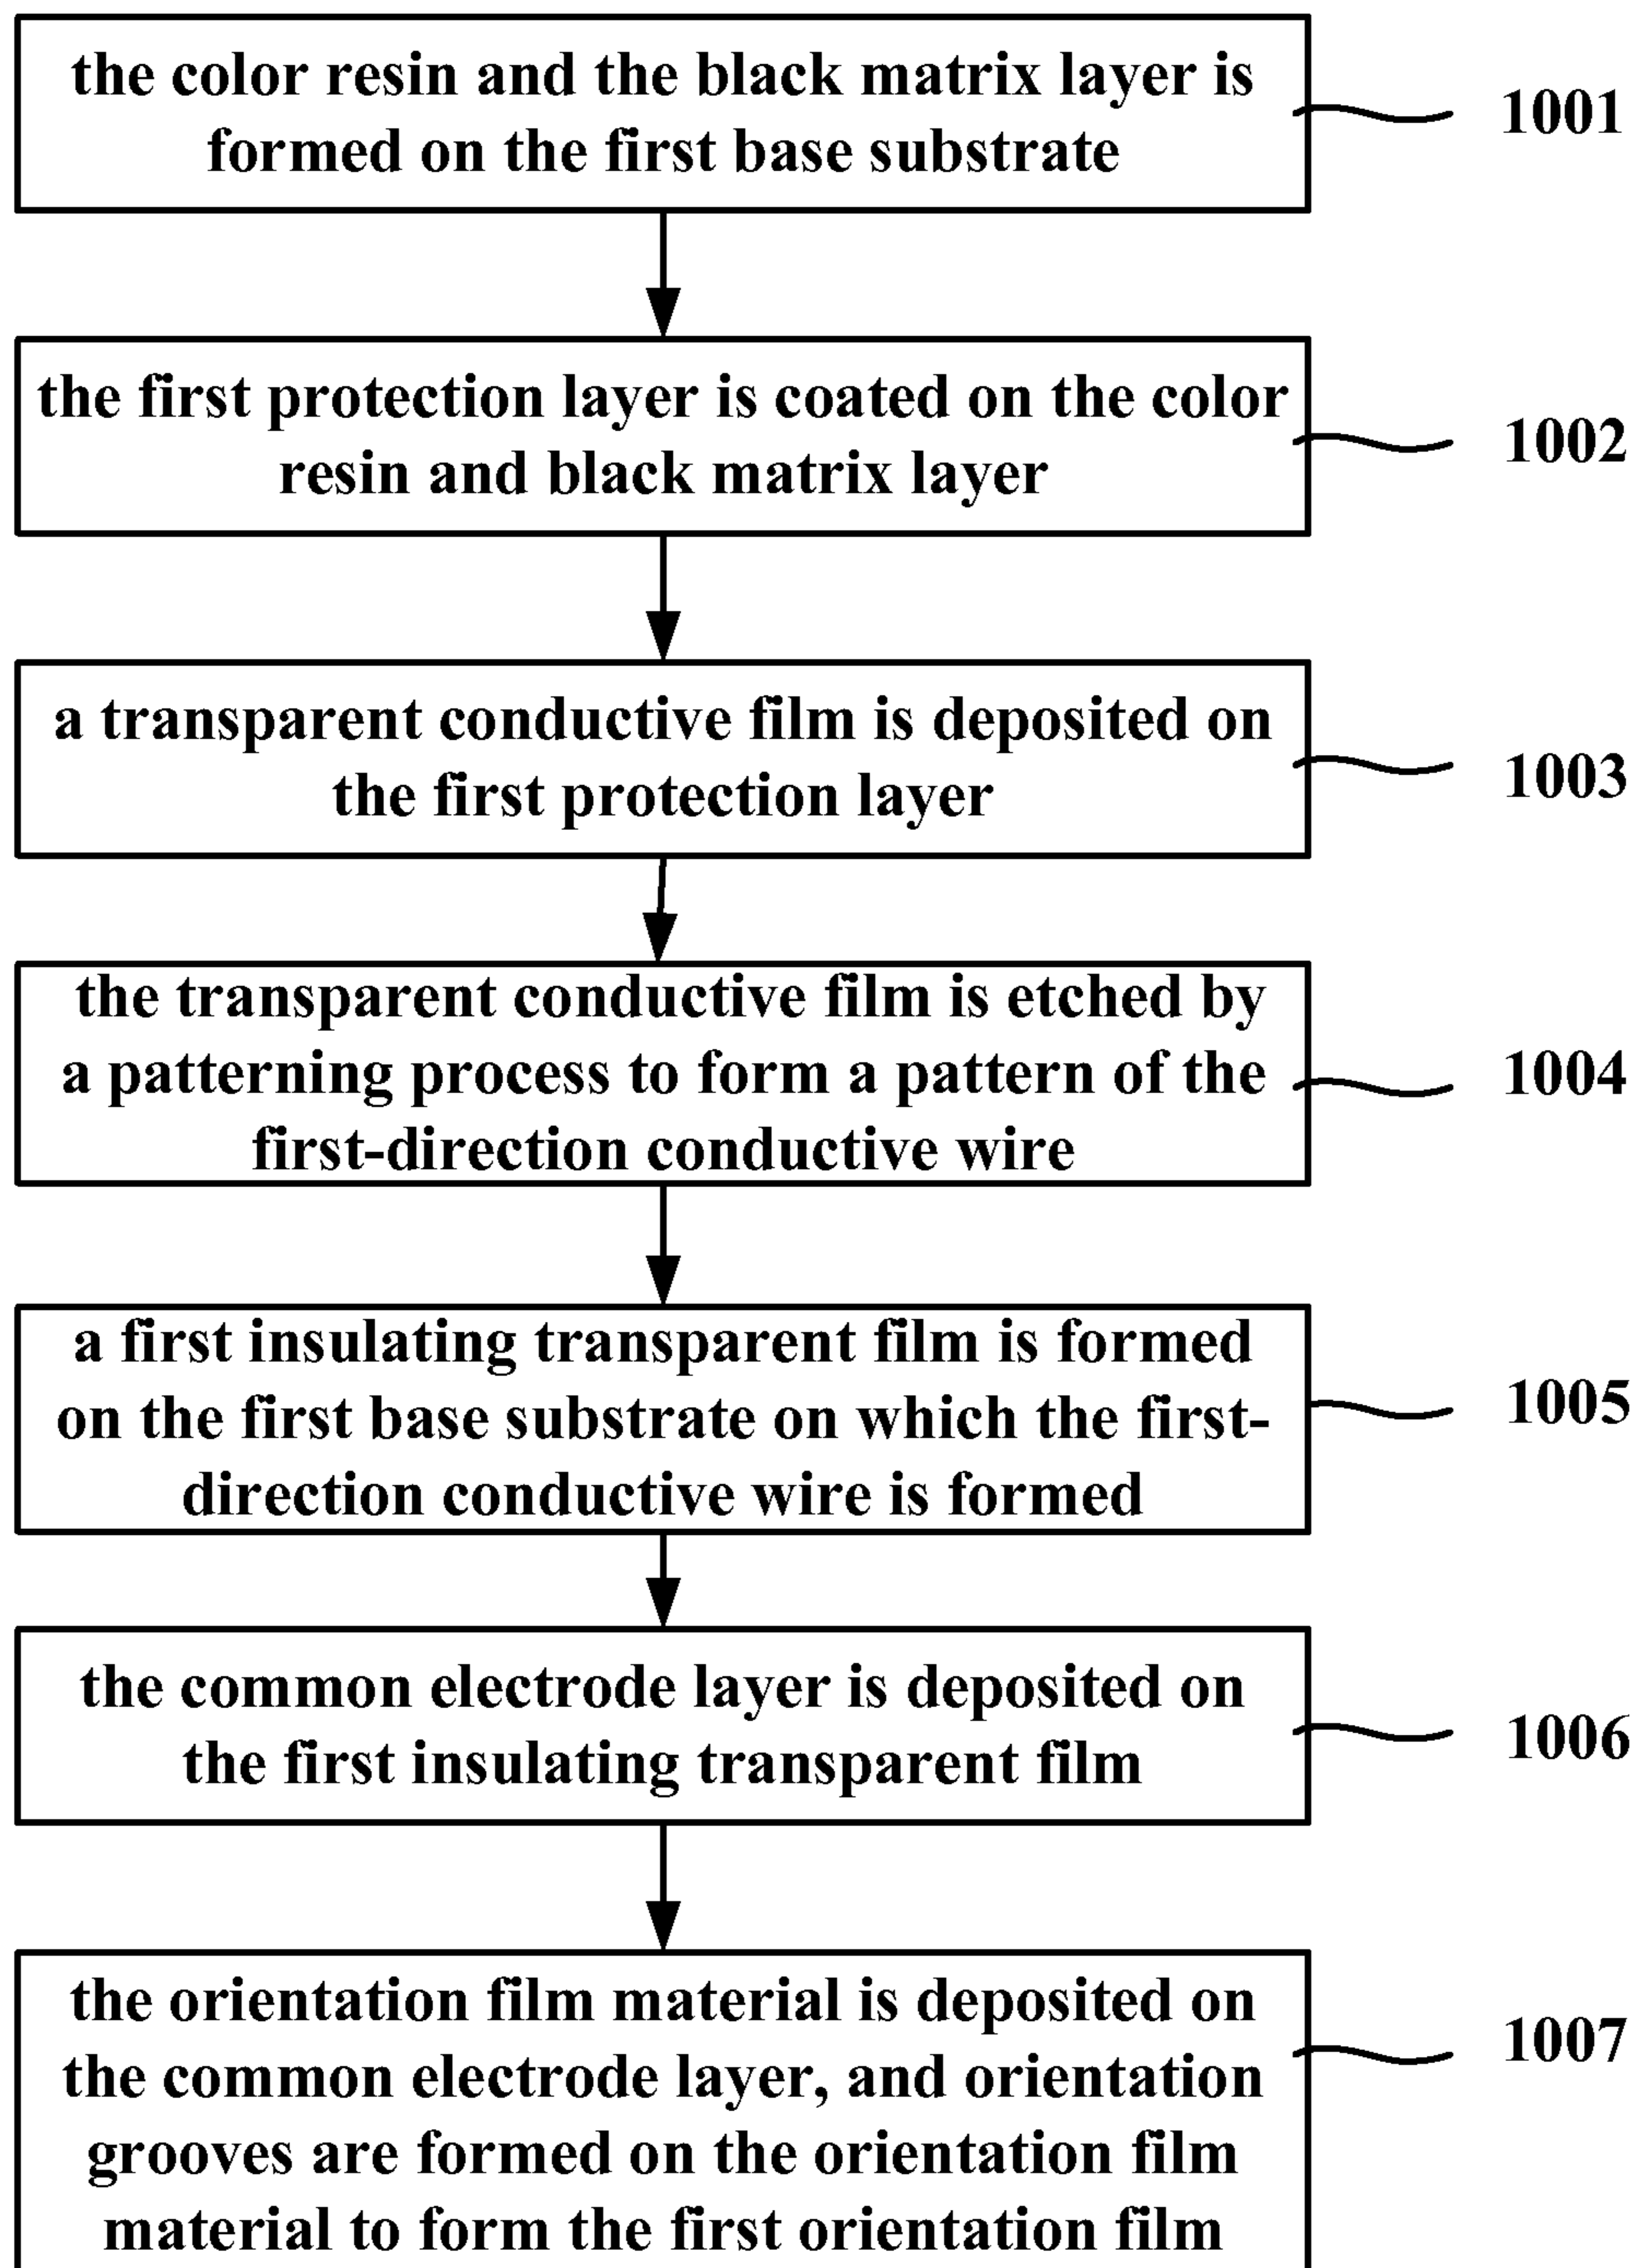 the color resin and the black matrix layer is
formed on the first base substrate
1001
the first protection layer is coated on the color
resin and black matrix layer
1002
a transparent conductive film is deposited on
the first protection layer
1003
the transparent conductive film is etched by
a patterning process to form a pattern of the
first-direction conductive wire
1004
a first insulating transparent film is formed
on the first base substrate on which the first-
direction conductive wire is formed
1005
the common electrode layer is deposited on
the first insulating transparent film
1006
the orientation film material is deposited on
the common electrode layer, and orientation
grooves are formed on the orientation film
material to form the first orientation film
1007